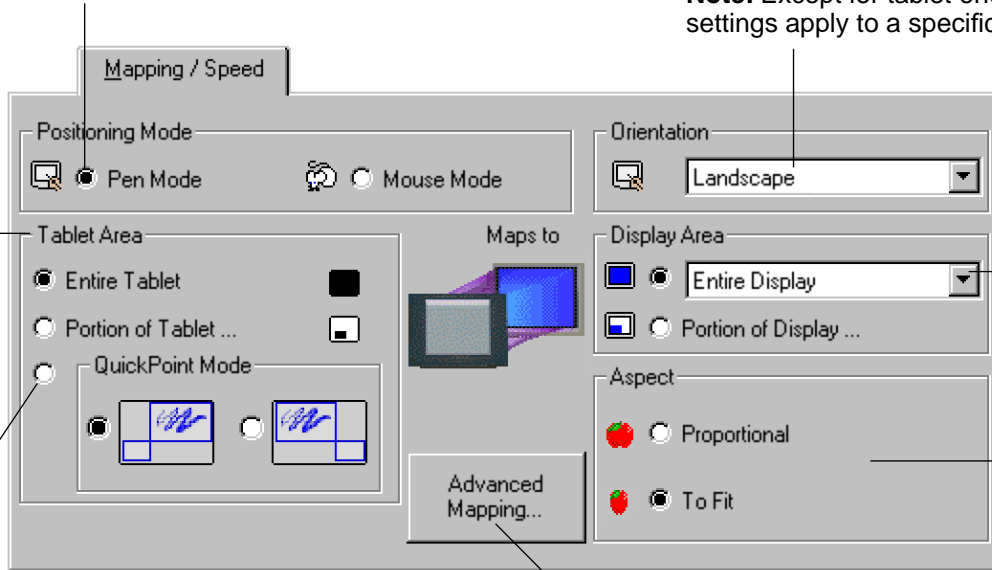 Note: Except for tablet
settings apply to a specific
Mapping / Speed
Positioning Mode
Pen Mode
Mouse Mode
Orientation
Landscape
Tablet Area
Entire Tablet
Portion of Tablet ...
QuickPoint Mode
Maps to
Display Area
Entire Display
Portion of Display ...
Aspect
Proportional
To Fit
Advanced
Mapping...